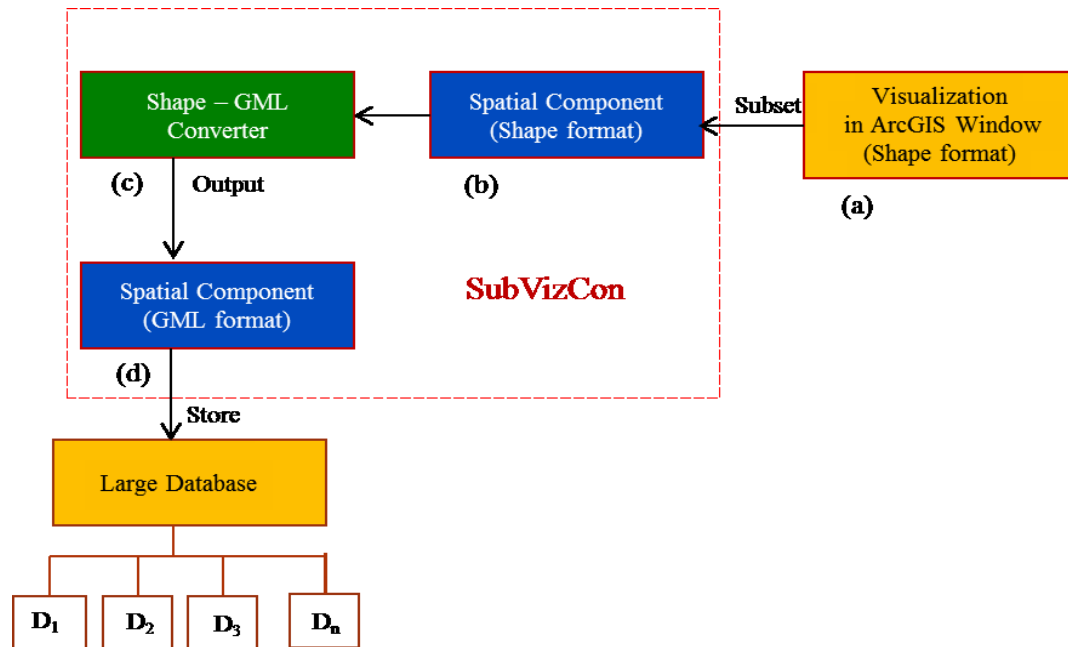 Shape – GML
Converter
Spatial Component
(Shape format)
Subset
Visualization
in ArcGIS Window
(Shape format)
(c)
Output
(b)
(a)
Spatial Component
(GML format)
SubVizCon
(d)
Store
Large Database
D1
D2
D3
Dn